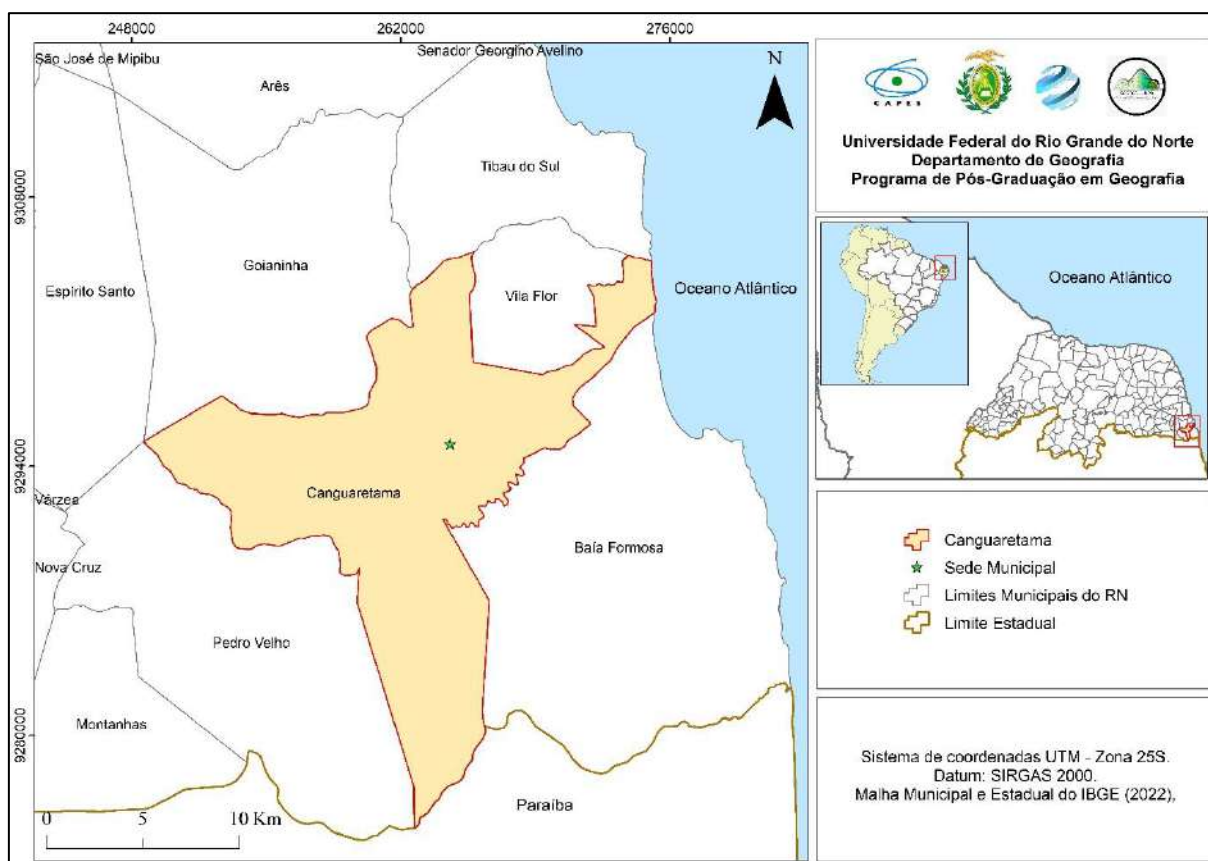 248000
262000
276000
São José de Mipibu
Senador Georgino Avelino
Arês
N
Tibau do Sul
9308000
Goianinha
Espírito Santo
Vila Flor
Oceano Atlântico
9294000
Canguaretama
Várzea
Nova Cruz
Baía Formosa
Pedro Velho
Montanhas
9280000
Paraíba
0 5 10 Km
CAPES
Universidade Federal do Rio Grande do Norte
Departamento de Geografia
Programa de Pós-Graduação em Geografia
Oceano Atlântico
Canguaretama
Sede Municipal
Limites Municipais do RN
Limite Estadual
Sistema de coordenadas UTM - Zona 25S.
Datum: SIRGAS 2000.
Malha Municipal e Estadual do IBGE (2022),